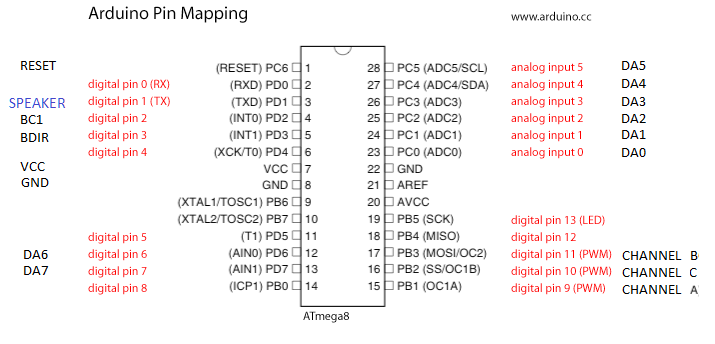 Arduino Pin Mapping www.arduino.cc
RESET (RESET) PC6 1 28 PC5 (ADC5/SCL) analog input 5 DA5
digital pin 0 (RX) (RXD) PD0 2 27 PC4 (ADC4/SDA) analog input 4 DA4
SPEAKER digital pin 1 (TX) (TXD) PD1 3 26 PC3 (ADC3) analog input 3 DA3
BC1 digital pin 2 (INT0) PD2 4 25 PC2 (ADC2) analog input 2 DA2
BDIR digital pin 3 (INT1) PD3 5 24 PC1 (ADC1) analog input 1 DA1
digital pin 4 (XCK/T0) PD4 6 23 PC0 (ADC0) analog input 0 DA0
VCC VCC 7 22 GND
GND GND 8 21 AREF
(XTAL1/TOSC1) PB6 9 20 AVCC
(XTAL2/TOSC2) PB7 10 19 PB5 (SCK) digital pin 13 (LED)
digital pin 5 (T1) PD5 11 18 PB4 (MISO) digital pin 12
DA6 digital pin 6 (AIN0) PD6 12 17 PB3 (MOSI/OC2) digital pin 11 (PWM) CHANNEL B
DA7 digital pin 7 (AIN1) PD7 13 16 PB2 (SS/OC1B) digital pin 10 (PWM) CHANNEL C
digital pin 8 (ICP1) PB0 14 15 PB1 (OC1A) digital pin 9 (PWM) CHANNEL A
ATmega8